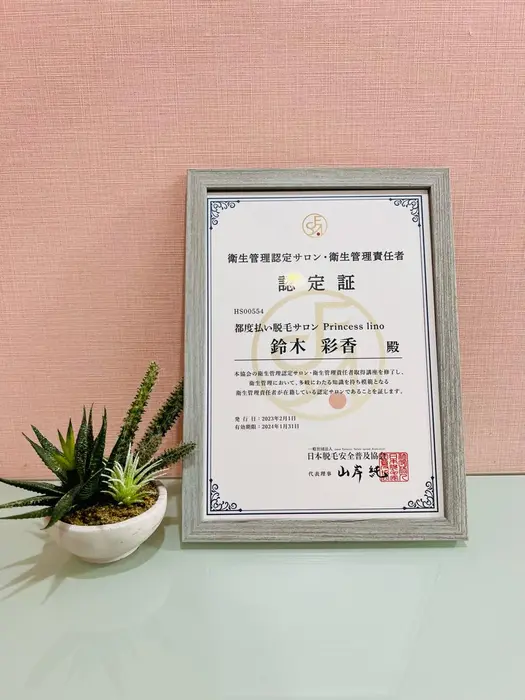 衛生管理認定サロン・衛生管理責任者
認定証
HS00554
都度払い脱毛サロン Princess lino
鈴木 彩香 殿
本協会の衛生管理認定サロン・衛生管理責任者取得講座を修了し、
衛生管理において、多岐にわたる知識を持ち模範となる
衛生管理責任者が在籍している認定サロンであることを証します。
発 行 日：2023年2月1日
有効期限：2024年1月31日
一般社団法人
日本脱毛安全普及協会
代表理事 山岸 純